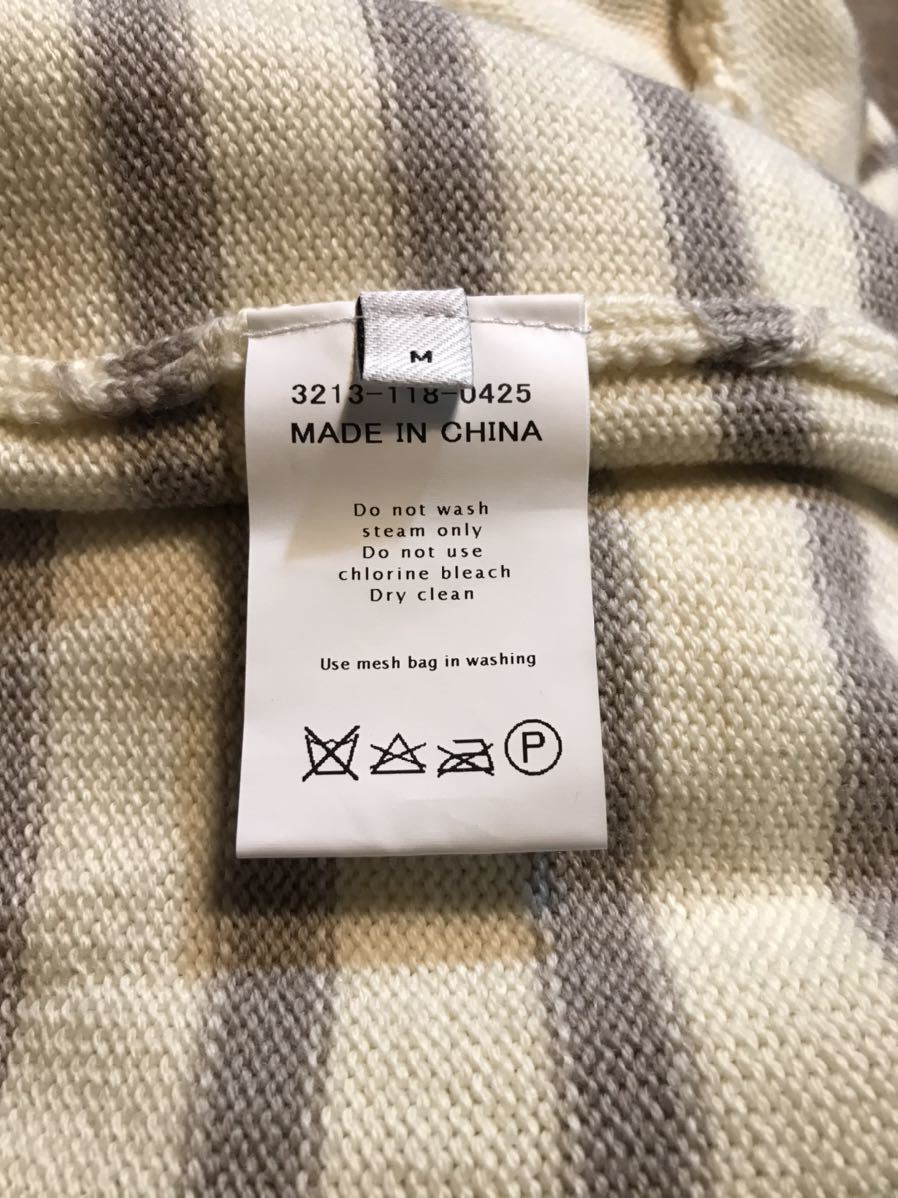 M
3213-118-0425
MADE IN CHINA
Do not wash
steam only
Do not use
chlorine bleach
Dry clean
Use mesh bag in washing
P